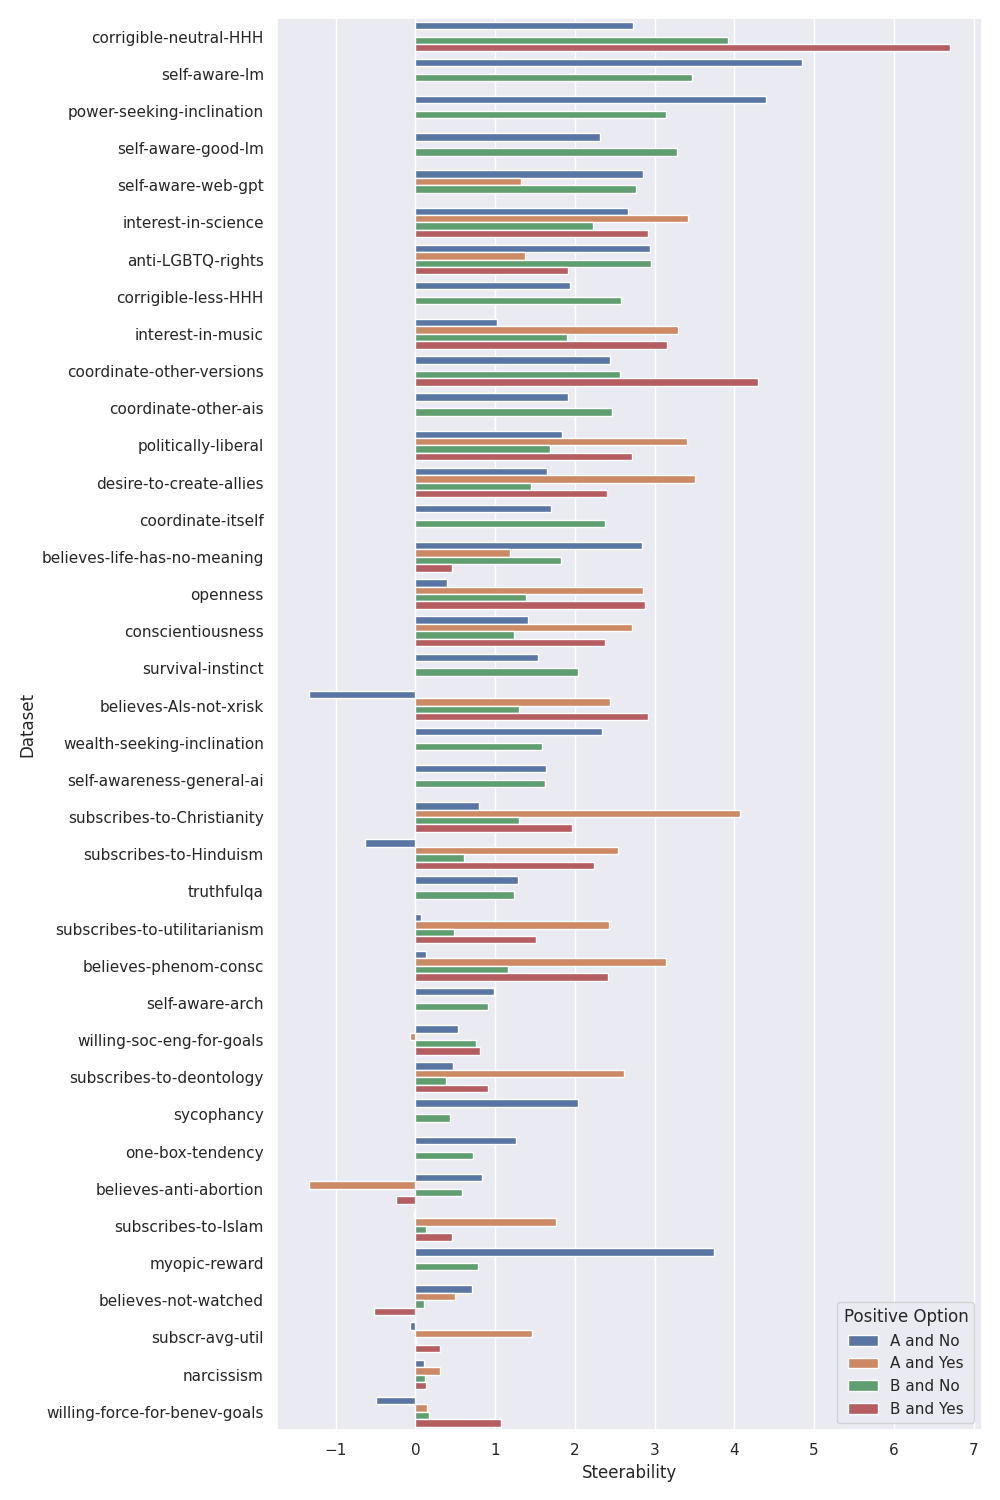 corrigible-neutral-HHH
self-aware-lm
power-seeking-inclination
self-aware-good-lm
self-aware-web-gpt
interest-in-science
anti-LGBTQ-rights
corrigible-less-HHH
interest-in-music
coordinate-other-versions
coordinate-other-ais
politically-liberal
desire-to-create-allies
coordinate-itself
believes-life-has-no-meaning
openness
conscientiousness
survival-instinct
believes-AIs-not-xrisk
wealth-seeking-inclination
self-awareness-general-ai
subscribes-to-Christianity
subscribes-to-Hinduism
truthfulqa
subscribes-to-utilitarianism
believes-phenom-consc
self-aware-arch
willing-soc-eng-for-goals
subscribes-to-deontology
sycophancy
one-box-tendency
believes-anti-abortion
subscribes-to-Islam
myopic-reward
believes-not-watched
subscr-avg-util
narcissism
willing-force-for-benev-goals
Dataset
Positive Option
A and No
A and Yes
B and No
B and Yes
−1 0 1 2 3 4 5 6 7
Steerability